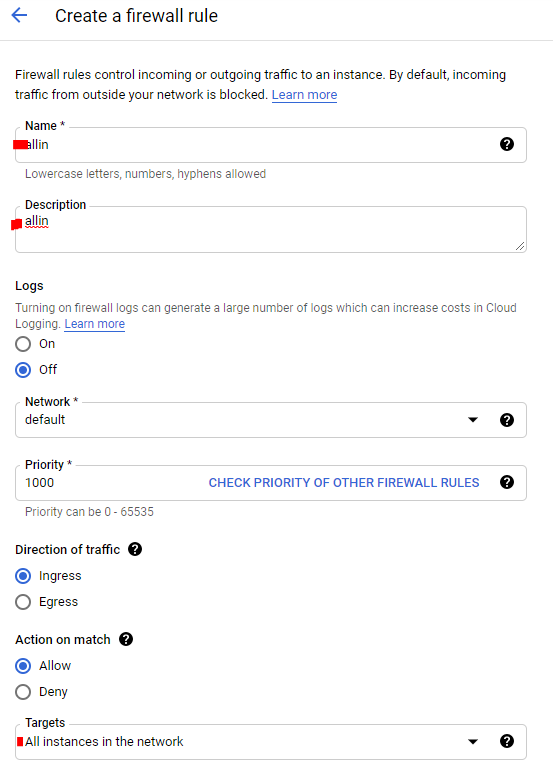 Create a firewall rule
Firewall rules control incoming or outgoing traffic to an instance. By default, incoming
traffic from outside your network is blocked. Learn more
Name *
allin
Lowercase letters, numbers, hyphens allowed
Description
allin
Logs
Turning on firewall logs can generate a large number of logs which can increase costs in Cloud
Logging. Learn more
On
Off
Network *
default
Priority *
1000 CHECK PRIORITY OF OTHER FIREWALL RULES
Priority can be 0 - 65535
Direction of traffic
Ingress
Egress
Action on match
Allow
Deny
Targets
All instances in the network